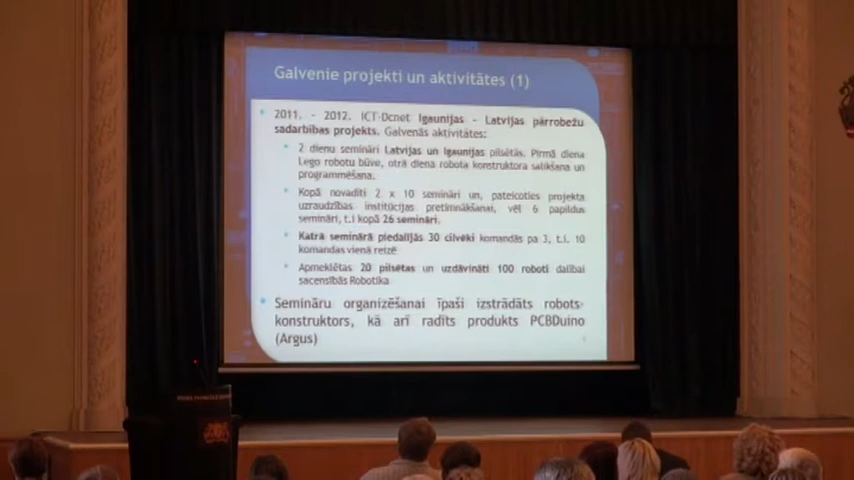 Galvenie projekti un aktivitātes (1)
2011. - 2012. ICT-Dcnet Igaunijas - Latvijas pārrobežu
sadarbības projekts. Galvenās aktivitātes:
2 dienu semināri Latvijas un Igaunijas pilsētās. Pirmā diena
Lego robotu būve, otrā diena robota konstruktora salikšana un
programmēšana.
Kopā novadīti 2 x 10 semināri un, pateicoties projekta
uzraudzības institūcijas pretimnākšanai, vēl 6 papildus
semināri, t.i kopā 26 semināri.
Katrā seminārā piedalījās 30 cilvēki komandās pa 3, t.i. 10
komandas vienā reizē
Apmeklētas 20 pilsētas un uzdāvināti 100 roboti dalībai
sacensībās Robotika
Semināru organizēšanai īpaši izstrādāts robots-
konstruktors, kā arī radīts produkts PCBDuino
(Argus)